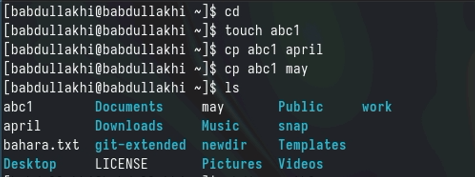 [babdullakhi@babdullakhi ~]$ cd
[babdullakhi@babdullakhi ~]$ touch abc1
[babdullakhi@babdullakhi ~]$ cp abc1 april
[babdullakhi@babdullakhi ~]$ cp abc1 may
[babdullakhi@babdullakhi ~]$ ls
abc1 Documents may Public work
april Downloads Music snap
bahara.txt git-extended newdir Templates
Desktop LICENSE Pictures Videos